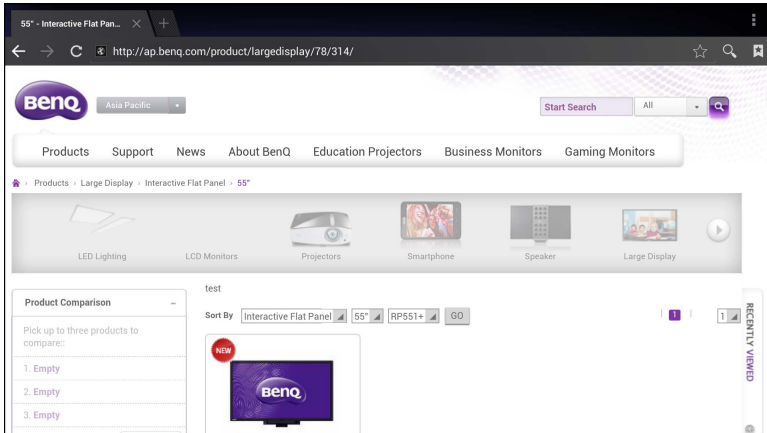 55" - Interactive Flat Pan...
http://ap.benq.com/product/largedisplay/78/314/
BenQ
Asia Pacific
Start Search
All
Products Support News About BenQ Education Projectors Business Monitors Gaming Monitors
Products › Large Display › Interactive Flat Panel › 55"
LED Lighting LCD Monitors Projectors Smartphone Speaker Large Display
test
Product Comparison –
Sort By Interactive Flat Panel 55" RP551+ GO
1
1
Pick up to three products to
compare::
1. Empty
2. Empty
3. Empty
NEW
BenQ
RECENTLY VIEWED